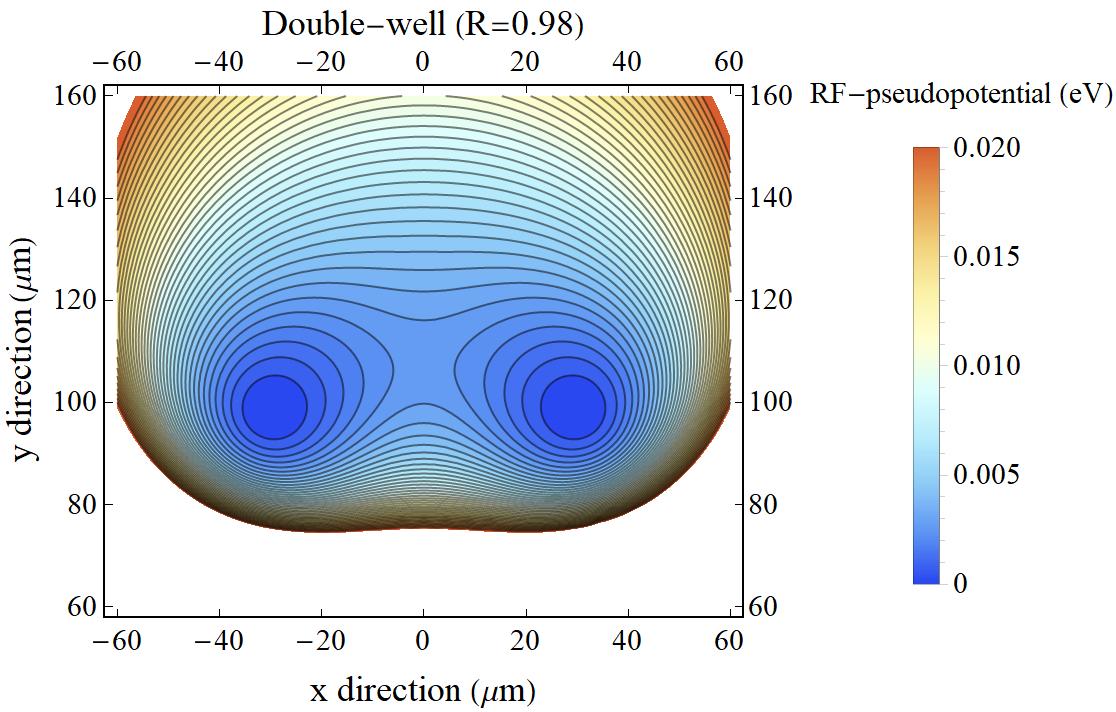 Double−well (R=0.98)
−60 −40 −20 0 20 40 60
160 160 RF−pseudopotential (eV)
0.020
140 140
0.015
120 120
0.010
100 100
0.005
80 80
0
60 60
−60 −40 −20 0 20 40 60
x direction (μm)
y direction (μm)